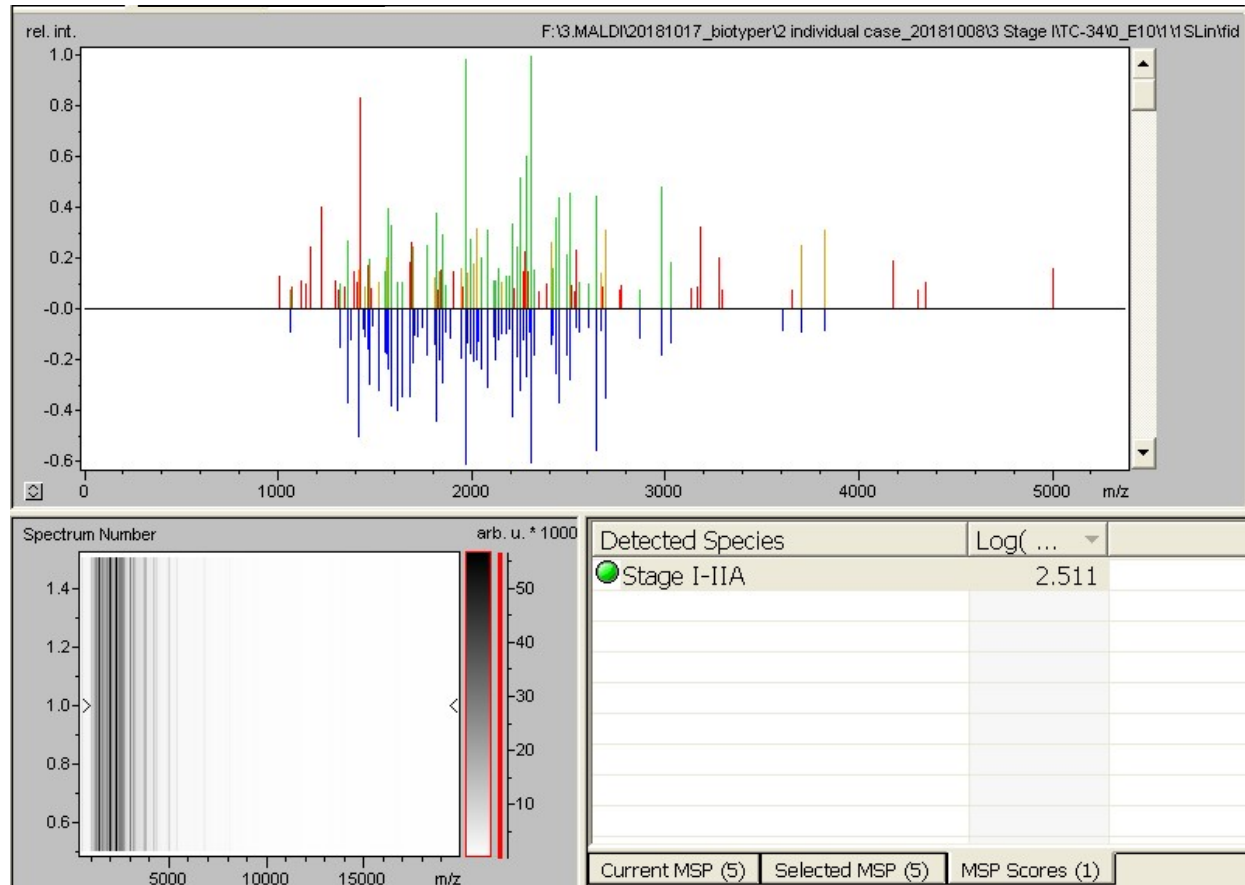 rel. int. F:\3.MALDI\20181017_biotyper\2 individual case_20181008\3 Stage I\TC-34\0_E10\1\1SLin\fid
1.0
0.8
0.6
0.4
0.2
-0.0
-0.2
-0.4
-0.6
0 1000 2000 3000 4000 5000 m/z
Spectrum Number arb. u. * 1000
1.4
1.2
1.0
0.8
0.6
50
40
30
20
10
5000 10000 15000 m/z
Detected Species Log( ...
Stage I-IIA 2.511
Current MSP (5) Selected MSP (5) MSP Scores (1)